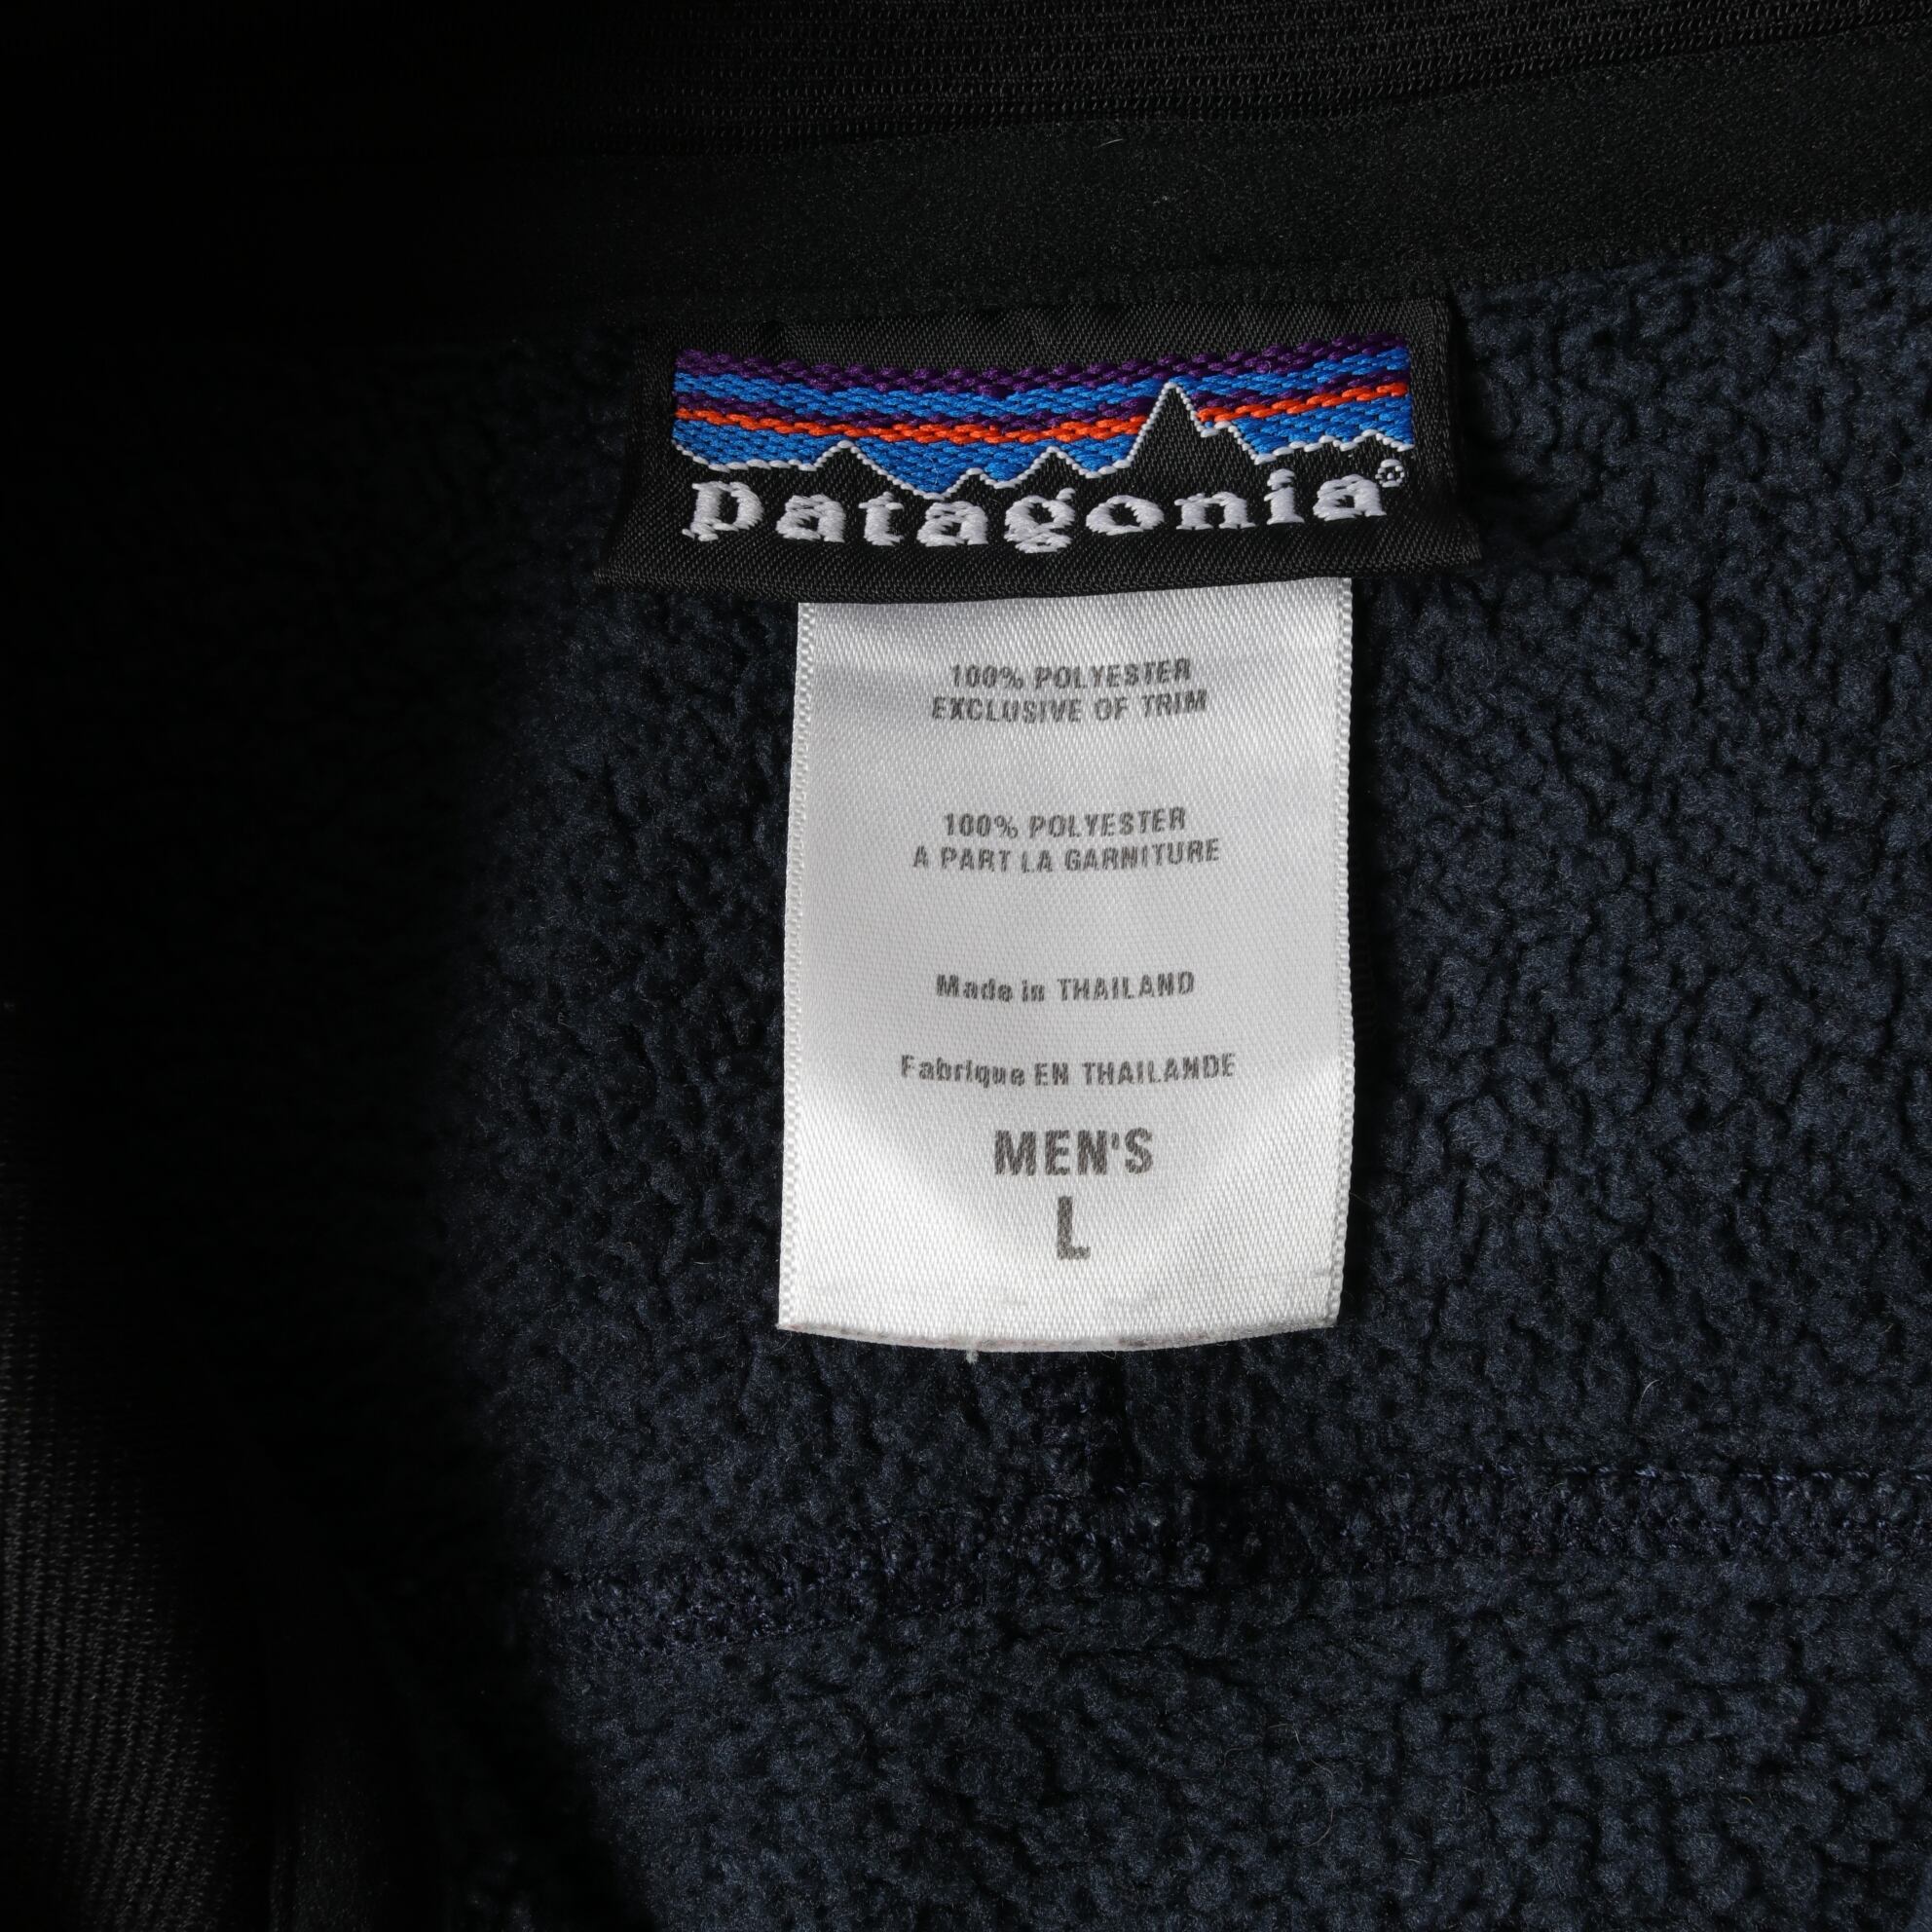 patagonia®
100% POLYESTER
EXCLUSIVE OF TRIM
100% POLYESTER
A PART LA GARNITURE
Made in THAILAND
Fabrique EN THAILANDE
MEN'S
L